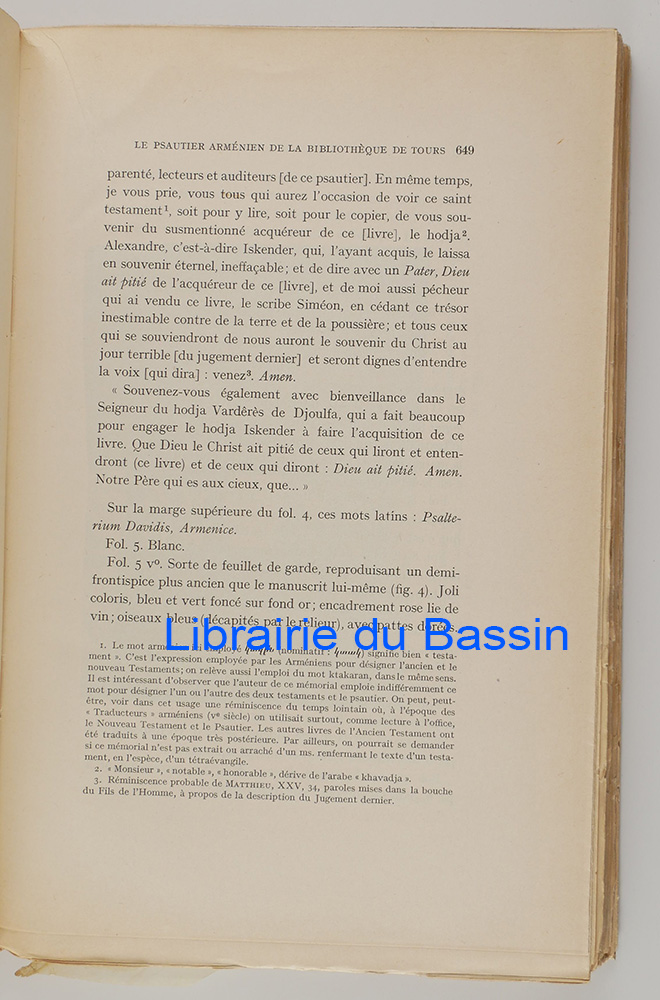 LE PSAUTIER ARMÉNIEN DE LA BIBLIOTHÈQUE DE TOURS 649
parenté, lecteurs et auditeurs [de ce psautier]. En même temps,
je vous prie, vous tous qui aurez l'occasion de voir ce saint
testament¹, soit pour y lire, soit pour le copier, de vous sou-
venir du susmentionné acquéreur de ce [livre], le hodja².
Alexandre, c'est-à-dire Iskender, qui, l'ayant acquis, le laissa
en souvenir éternel, ineffaçable; et de dire avec un Pater, Dieu
ait pitié de l'acquéreur de ce [livre], et de moi aussi pécheur
qui ai vendu ce livre, le scribe Siméon, en cédant ce trésor
inestimable contre de la terre et de la poussière; et tous ceux
qui se souviendront de nous auront le souvenir du Christ au
jour terrible [du jugement dernier] et seront dignes d'entendre
la voix [qui dira] : venez³. Amen.
« Souvenez-vous également avec bienveillance dans le
Seigneur du hodja Vardêrès de Djoulfa, qui a fait beaucoup
pour engager le hodja Iskender à faire l'acquisition de ce
livre. Que Dieu le Christ ait pitié de ceux qui liront et enten-
dront (ce livre) et de ceux qui diront : Dieu ait pitié. Amen.
Notre Père qui es aux cieux, que... »
Sur la marge supérieure du fol. 4, ces mots latins : Psalte-
rium Davidis, Armenice.
Fol. 5. Blanc.
Fol. 5 vº. Sorte de feuillet de garde, reproduisant un demi-
frontispice plus ancien que le manuscrit lui-même (fig. 4). Joli
coloris, bleu et vert foncé sur fond or; encadrement rose lie de
vin; oiseaux bleus (décapités par le relieur), avec pattes dorées.
Librairie du Bassin
1. Le mot employé (nominatif : ) signifie bien « testa-
ment ». C'est l'expression employée par les Arméniens pour désigner l'ancien et le
nouveau Testaments; on relève aussi l'emploi du mot ktakaran, dans le même sens.
Il est intéressant d'observer que l'auteur de ce mémorial emploie indifféremment ce
mot pour désigner l'un ou l'autre des deux testaments et le psautier. On peut, peut-
être, voir dans cet usage une réminiscence du temps lointain où, à l'époque des
« Traducteurs » arméniens (vᵉ siècle) on utilisait surtout, comme lecture à l'office,
le Nouveau Testament et le Psautier. Les autres livres de l'Ancien Testament ont
été traduits à une époque très postérieure. Par ailleurs, on pourrait se demander
si ce mémorial n'est pas extrait ou arraché d'un ms. renfermant le texte d'un testa-
ment, en l'espèce, d'un tétraévangile.
2. « Monsieur », « notable », « honorable », dérive de l'arabe « khavadja ».
3. Réminiscence probable de MATTHIEU, XXV, 34, paroles mises dans la bouche
du Fils de l'Homme, à propos de la description du Jugement dernier.